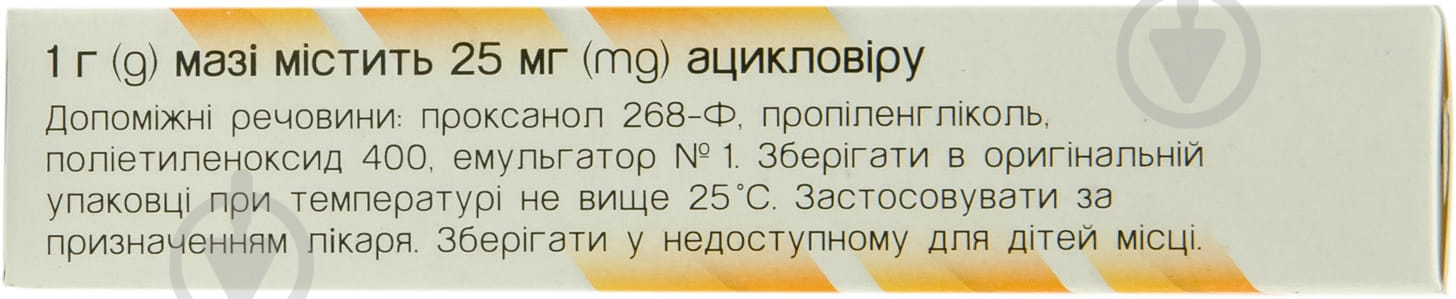 1 г (g) мазі містить 25 мг (mg) ацикловіру
Допоміжні речовини: проксанол 268-Ф, пропіленгліколь,
поліетиленоксид 400, емульгатор № 1. Зберігати в оригінальній
упаковці при температурі не вище 25°С. Застосовувати за
призначенням лікаря. Зберігати у недоступному для дітей місці.